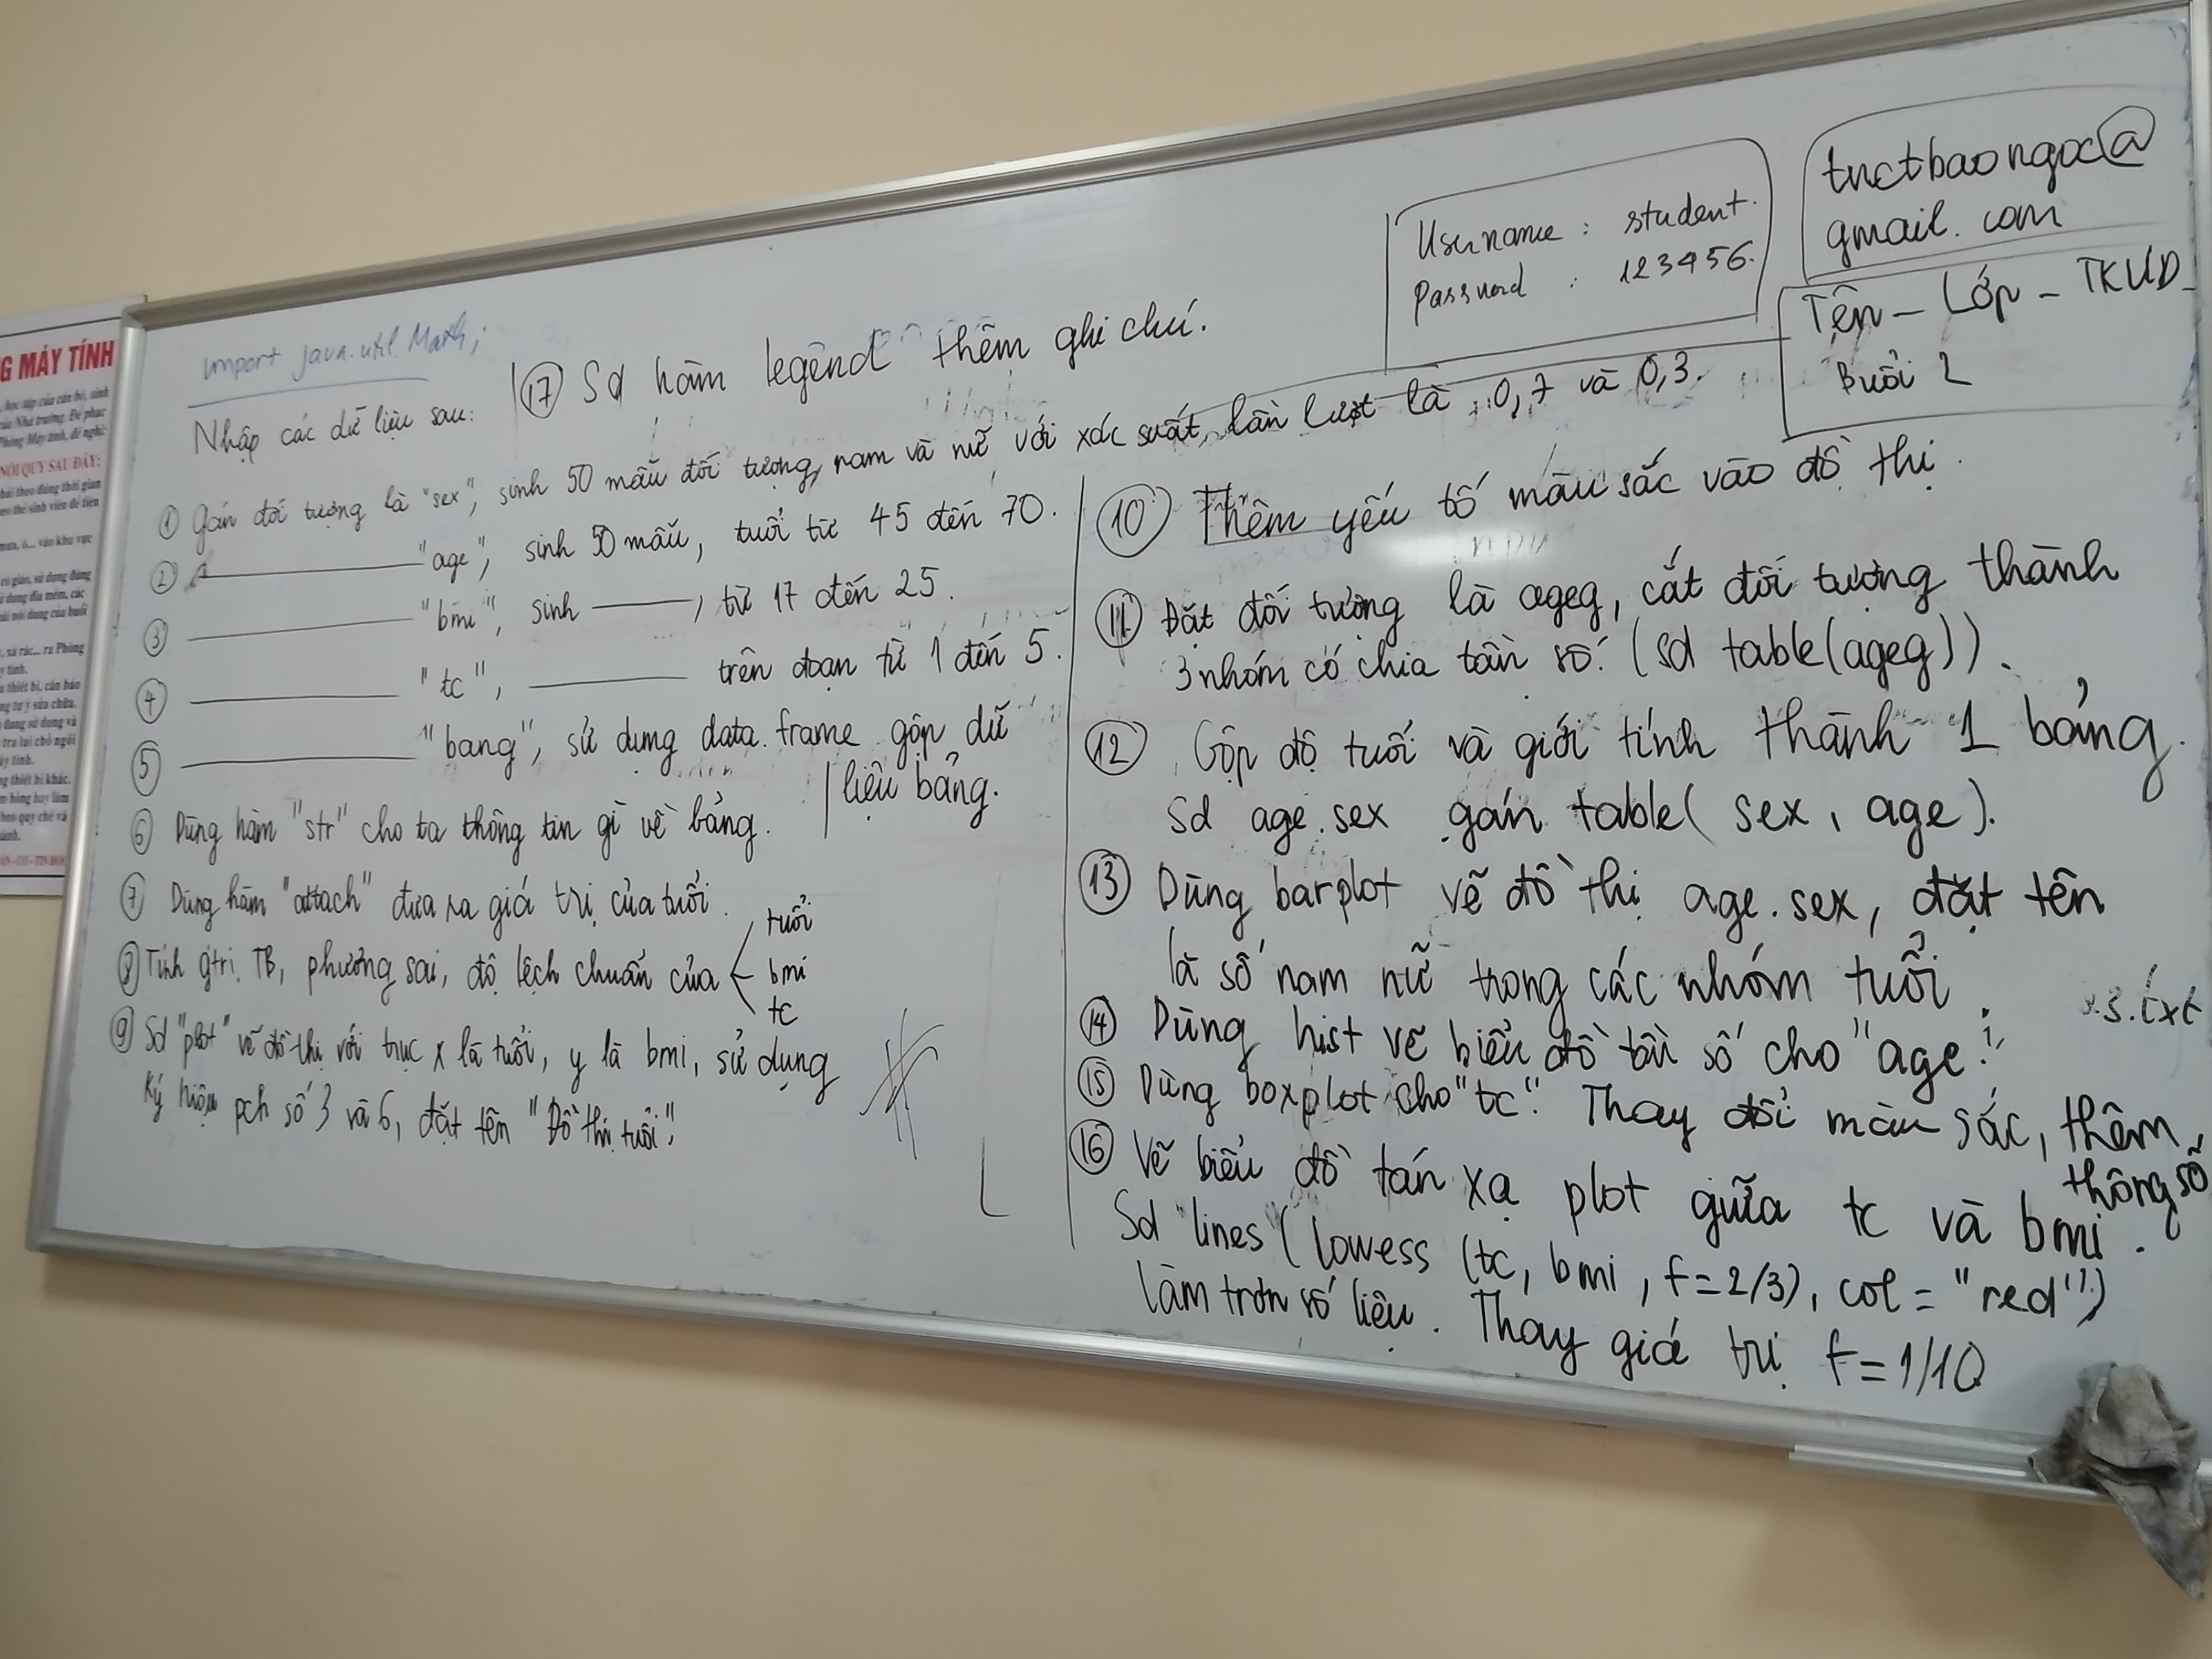 G MÁY TÍNH
NỘI QUY SAU ĐÂY:
import java.util.Math;
Nhập các dữ liệu sau:
① Gán đối tượng là "sex", sinh 50 mẫu đối tượng nam và nữ với xác suất lần lượt là 0,7 và 0,3.
② "age", sinh 50 mẫu, tuổi từ 45 đến 70.
③ "bmi", sinh , từ 17 đến 25.
④ "tc", trên đoạn từ 1 đến 5.
⑤ "bang", sử dụng data.frame gộp dữ
liệu bảng.
⑥ Dùng hàm "str" cho ta thông tin gì về bảng.
⑦ Dùng hàm "attach" đưa ra giá trị của tuổi.
⑧ Tính gtrị TB, phương sai, độ lệch chuẩn của
tuổi
bmi
tc
⑨ Sd "plot" vẽ đồ thị với trục x là tuổi, y là bmi, sử dụng
ký hiệu pch số 3 và 6, đặt tên "Đồ thị tuổi".
⑰ Sd hàm legend thêm ghi chú.
Username : student.
Password : 123456.
tnctbaongoc@
gmail.com
Tên - Lớp - TKUD -
Buổi 2
⑩ Thêm yếu tố màu sắc vào đồ thị.
⑪ Đặt đối tượng là ageg, cắt đối tượng thành
3 nhóm có chia tần số. (sd table(ageg)).
⑫ Gộp độ tuổi và giới tính thành 1 bảng.
Sd age.sex gán table( sex, age).
⑬ Dùng barplot vẽ đồ thị age.sex, đặt tên
là số nam nữ trong các nhóm tuổi.
⑭ Dùng hist vẽ biểu đồ tần số cho "age".
⑮ Dùng boxplot cho "tc". Thay đổi màu sắc, thêm
thông số
⑯ Vẽ biểu đồ tán xạ plot giữa tc và bmi.
Sd "lines (lowess (tc, bmi, f=2/3), col = "red")
làm trơn số liệu. Thay giá trị f=1/10